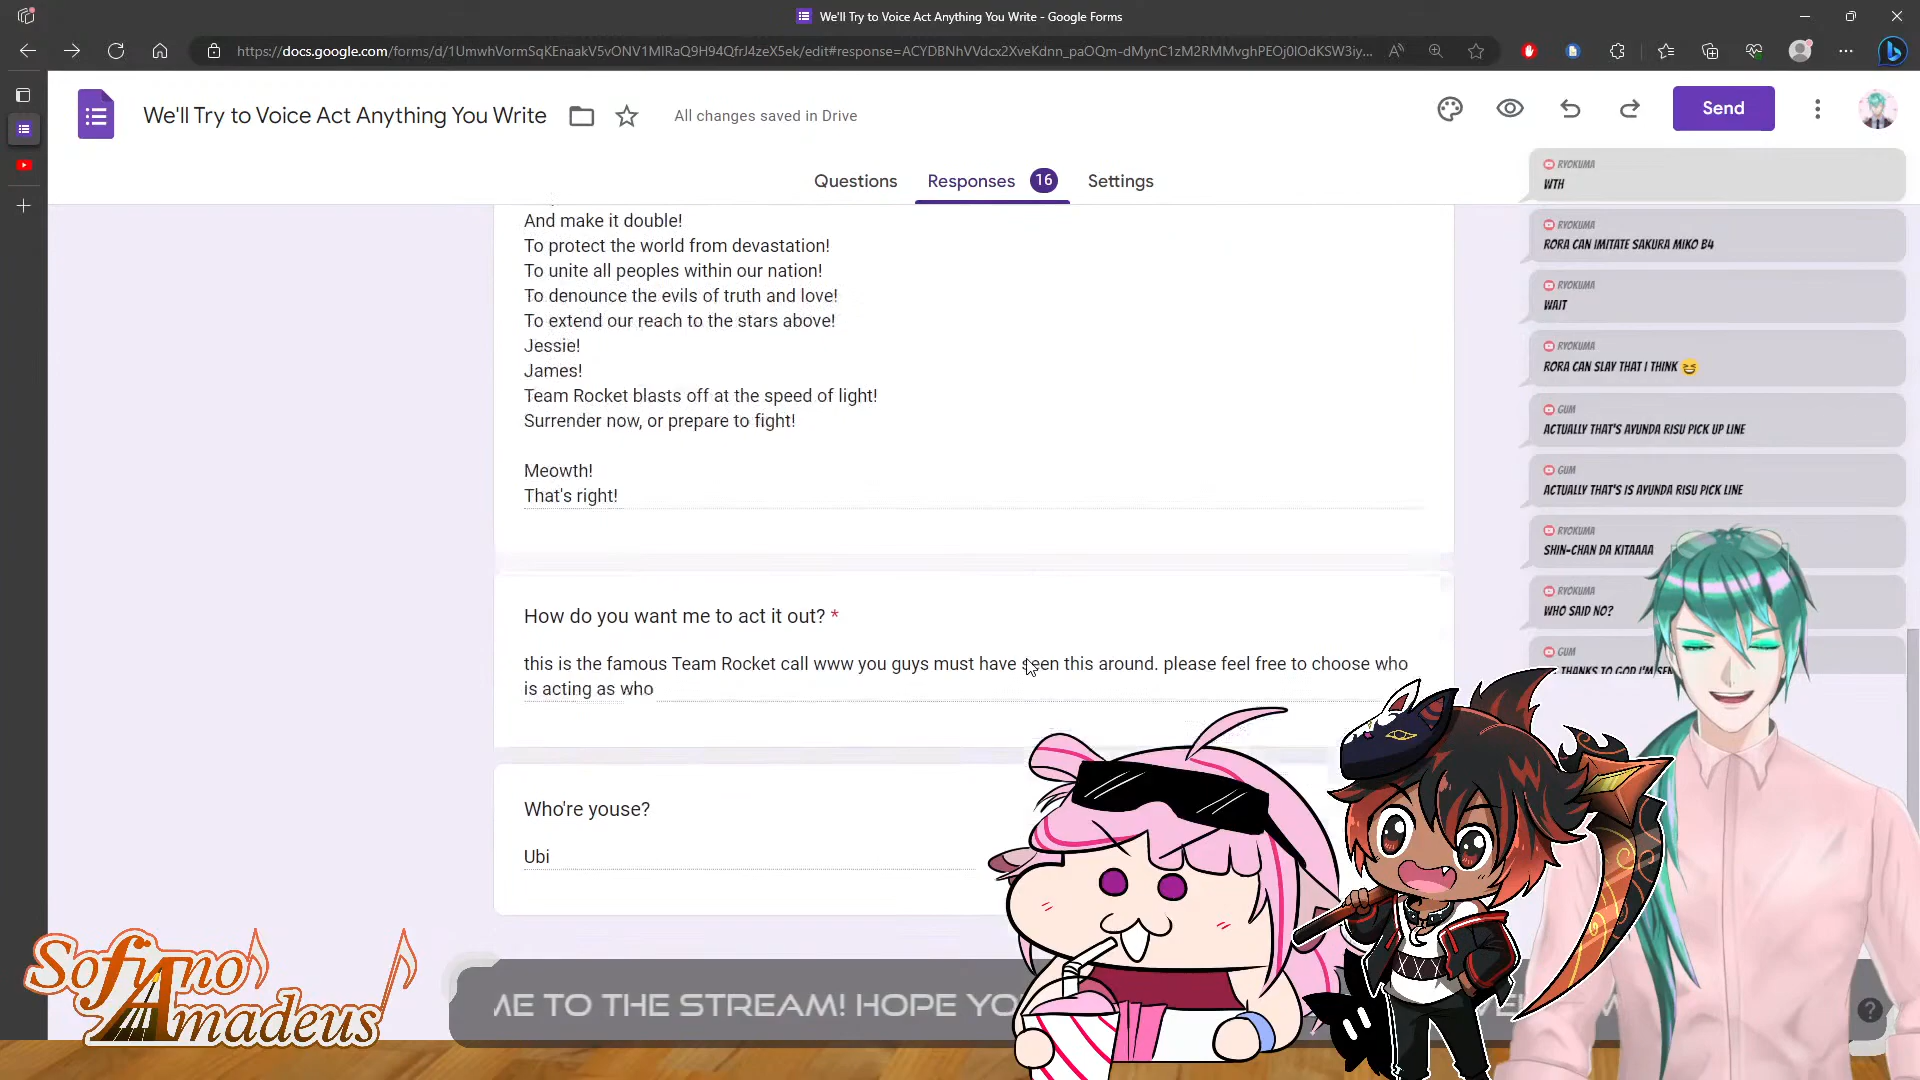 We'll Try to Voice Act Anything You Write - Google Forms
https://docs.google.com/forms/d/1UmwhVormSqKEnaakV5vONV1MIRaQ9H94QfrJ4zeX5ek/edit#response=ACYDBNhVVdcx2XveKdnn_paOQm-dMynC1zM2RMMvghPEOj0lOdKSW3iy...
We'll Try to Voice Act Anything You Write
All changes saved in Drive
Send
Questions
Responses 16
Settings
And make it double!
To protect the world from devastation!
To unite all peoples within our nation!
To denounce the evils of truth and love!
To extend our reach to the stars above!
Jessie!
James!
Team Rocket blasts off at the speed of light!
Surrender now, or prepare to fight!
Meowth!
That's right!
How do you want me to act it out? *
this is the famous Team Rocket call www you guys must have seen this around. please feel free to choose who
is acting as who
Who're youse?
Ubi
RYOKUMA
WTH
RYOKUMA
RORA CAN IMITATE SAKURA MIKO B4
RYOKUMA
WAIT
RYOKUMA
RORA CAN SLAY THAT I THINK 😆
GUM
ACTUALLY THAT'S AYUNDA RISU PICK UP LINE
GUM
ACTUALLY THAT'S IS AYUNDA RISU PICK LINE
RYOKUMA
SHIN-CHAN DA KITAAAA
RYOKUMA
WHO SAID NO?
GUM
THANKS TO GOD I'M
Sofiano
Amadeus
ME TO THE STREAM! HOPE YO